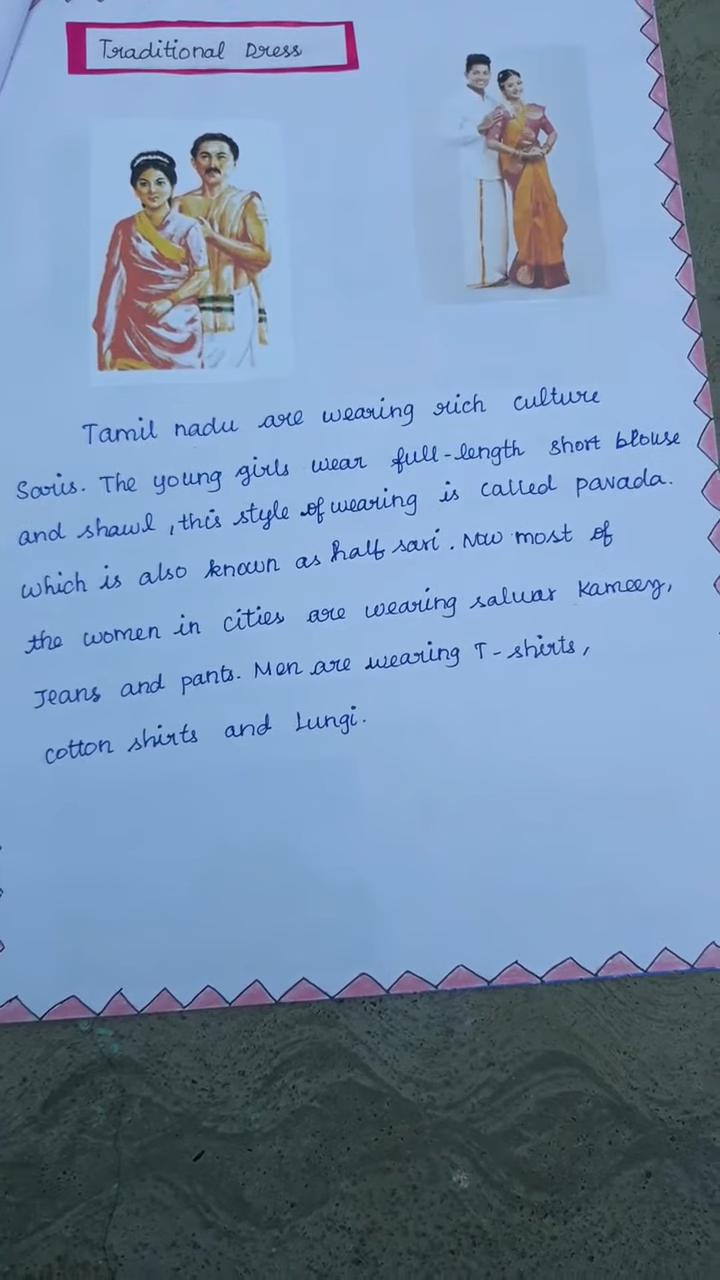 Traditional Dress
Tamil nadu are wearing rich culture
Saris. The young girls wear full-length short blouse
and shawl, this style of wearing is called pavada.
which is also known as half sari. Now most of
the women in cities are wearing salwar Kameez,
Jeans and pants. Men are wearing T-shirts,
cotton shirts and Lungi.